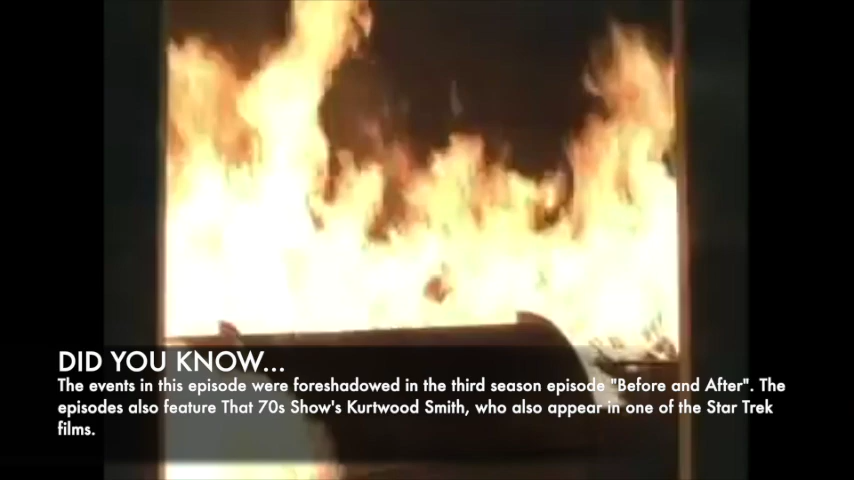 DID YOU KNOW...
The events in this episode were foreshadowed in the third season episode "Before and After". The
episodes also feature That 70s Show's Kurtwood Smith, who also appear in one of the Star Trek
films.